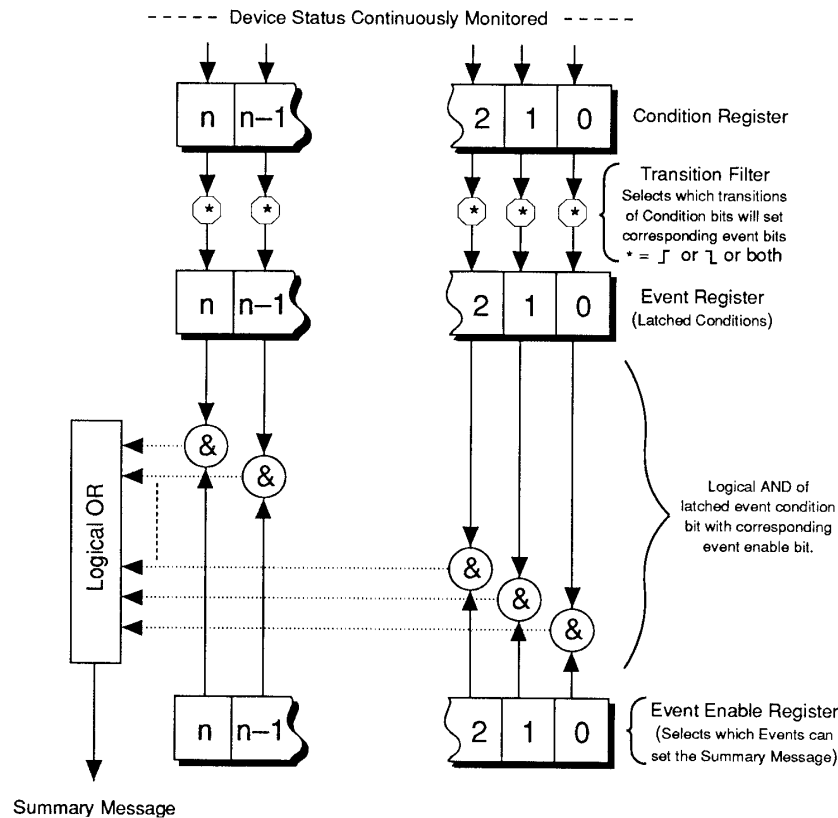 Device Status Continuously Monitored
n n–1 2 1 0
Condition Register
Transition Filter
Selects which transitions
of Condition bits will set
corresponding event bits
* = ʃ or ʅ or both
* * * * *
n n–1 2 1 0
Event Register
(Latched Conditions)
& & & & &
Logical OR
Logical AND of
latched event condition
bit with corresponding
event enable bit.
n n–1 2 1 0
Event Enable Register
(Selects which Events can
set the Summary Message)
Summary Message